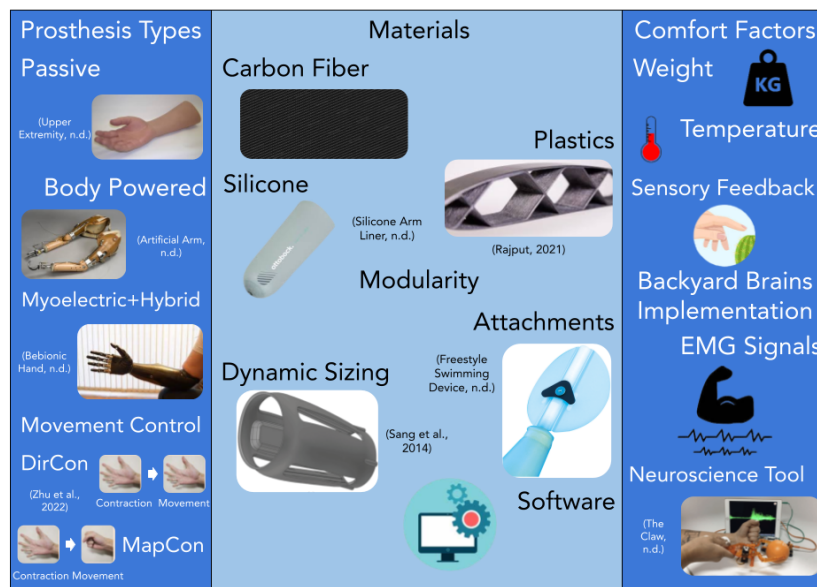 Prosthesis Types
Passive
(Upper
Extremity, n.d.)
Body Powered
(Artificial Arm,
n.d.)
Myoelectric+Hybrid
(Bebionic
Hand, n.d.)
Movement Control
DirCon
(Zhu et al.,
2022)
Contraction
Movement
MapCon
Contraction Movement
Materials
Carbon Fiber
Plastics
(Rajput, 2021)
Silicone
ottobock.
(Silicone Arm
Liner, n.d.)
Modularity
Attachments
(Freestyle
Swimming
Device, n.d.)
Dynamic Sizing
(Sang et al.,
2014)
Software
Comfort Factors
Weight
KG
Temperature
Sensory Feedback
Backyard Brains
Implementation
EMG Signals
Neuroscience Tool
(The
Claw,
n.d.)